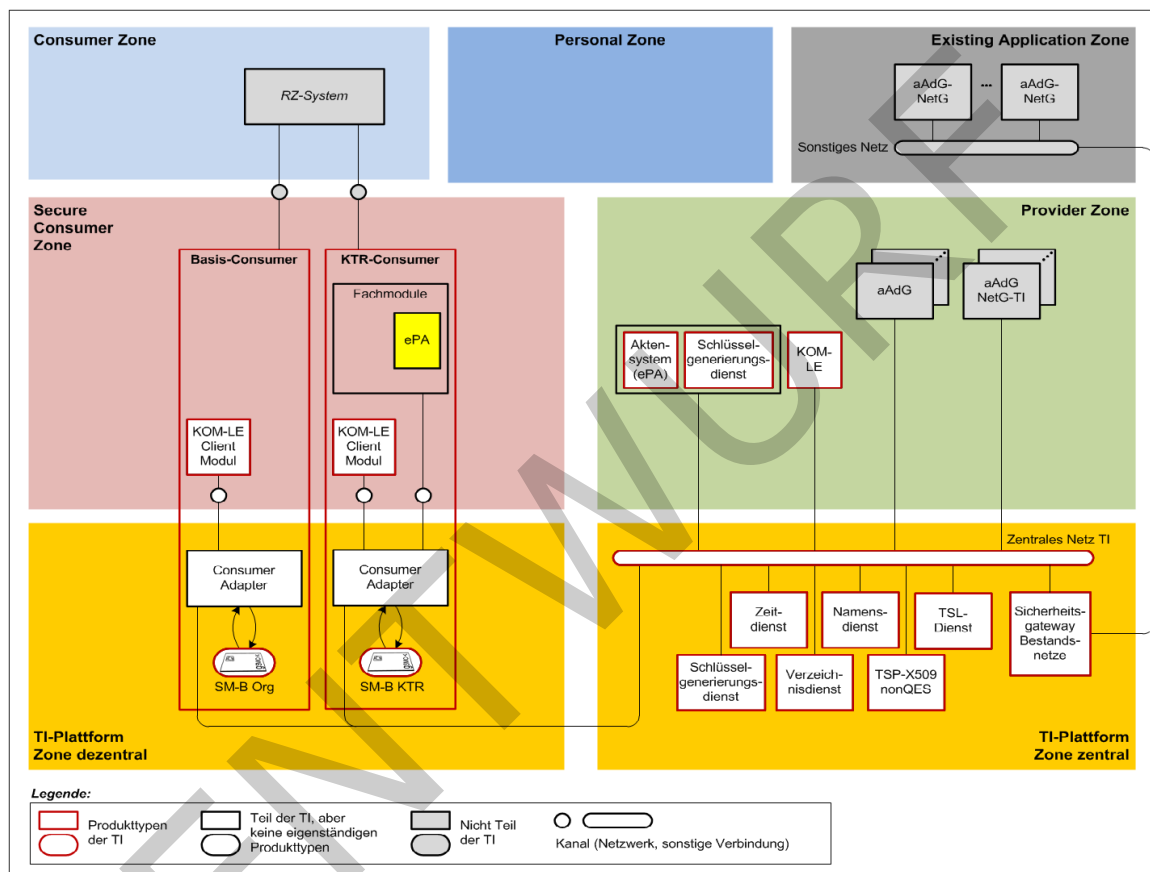 Consumer Zone
RZ-System
Personal Zone
Existing Application Zone
aAdG-
NetG
...
aAdG-
NetG
Sonstiges Netz
Secure
Consumer
Zone
Basis-Consumer
KTR-Consumer
Fachmodule
ePA
KOM-LE
Client
Modul
KOM-LE
Client
Modul
Provider Zone
aAdG
aAdG
NetG-TI
Akten-
system
(ePA)
Schlüssel-
generierungs-
dienst
KOM-
LE
Consumer
Adapter
Consumer
Adapter
SM-B Org
SM-B KTR
TI-Plattform
Zone dezentral
Zentrales Netz TI
Zeit-
dienst
Namens-
dienst
TSL-
Dienst
Sicherheits-
gateway
Bestands-
netze
Schlüssel-
generierungs-
dienst
Verzeich-
nisdienst
TSP-X509
nonQES
TI-Plattform
Zone zentral
Legende:
Produkttypen
der TI
Teil der TI, aber
keine eigenständigen
Produkttypen
Nicht Teil
der TI
Kanal (Netzwerk, sonstige Verbindung)
ENTWURF